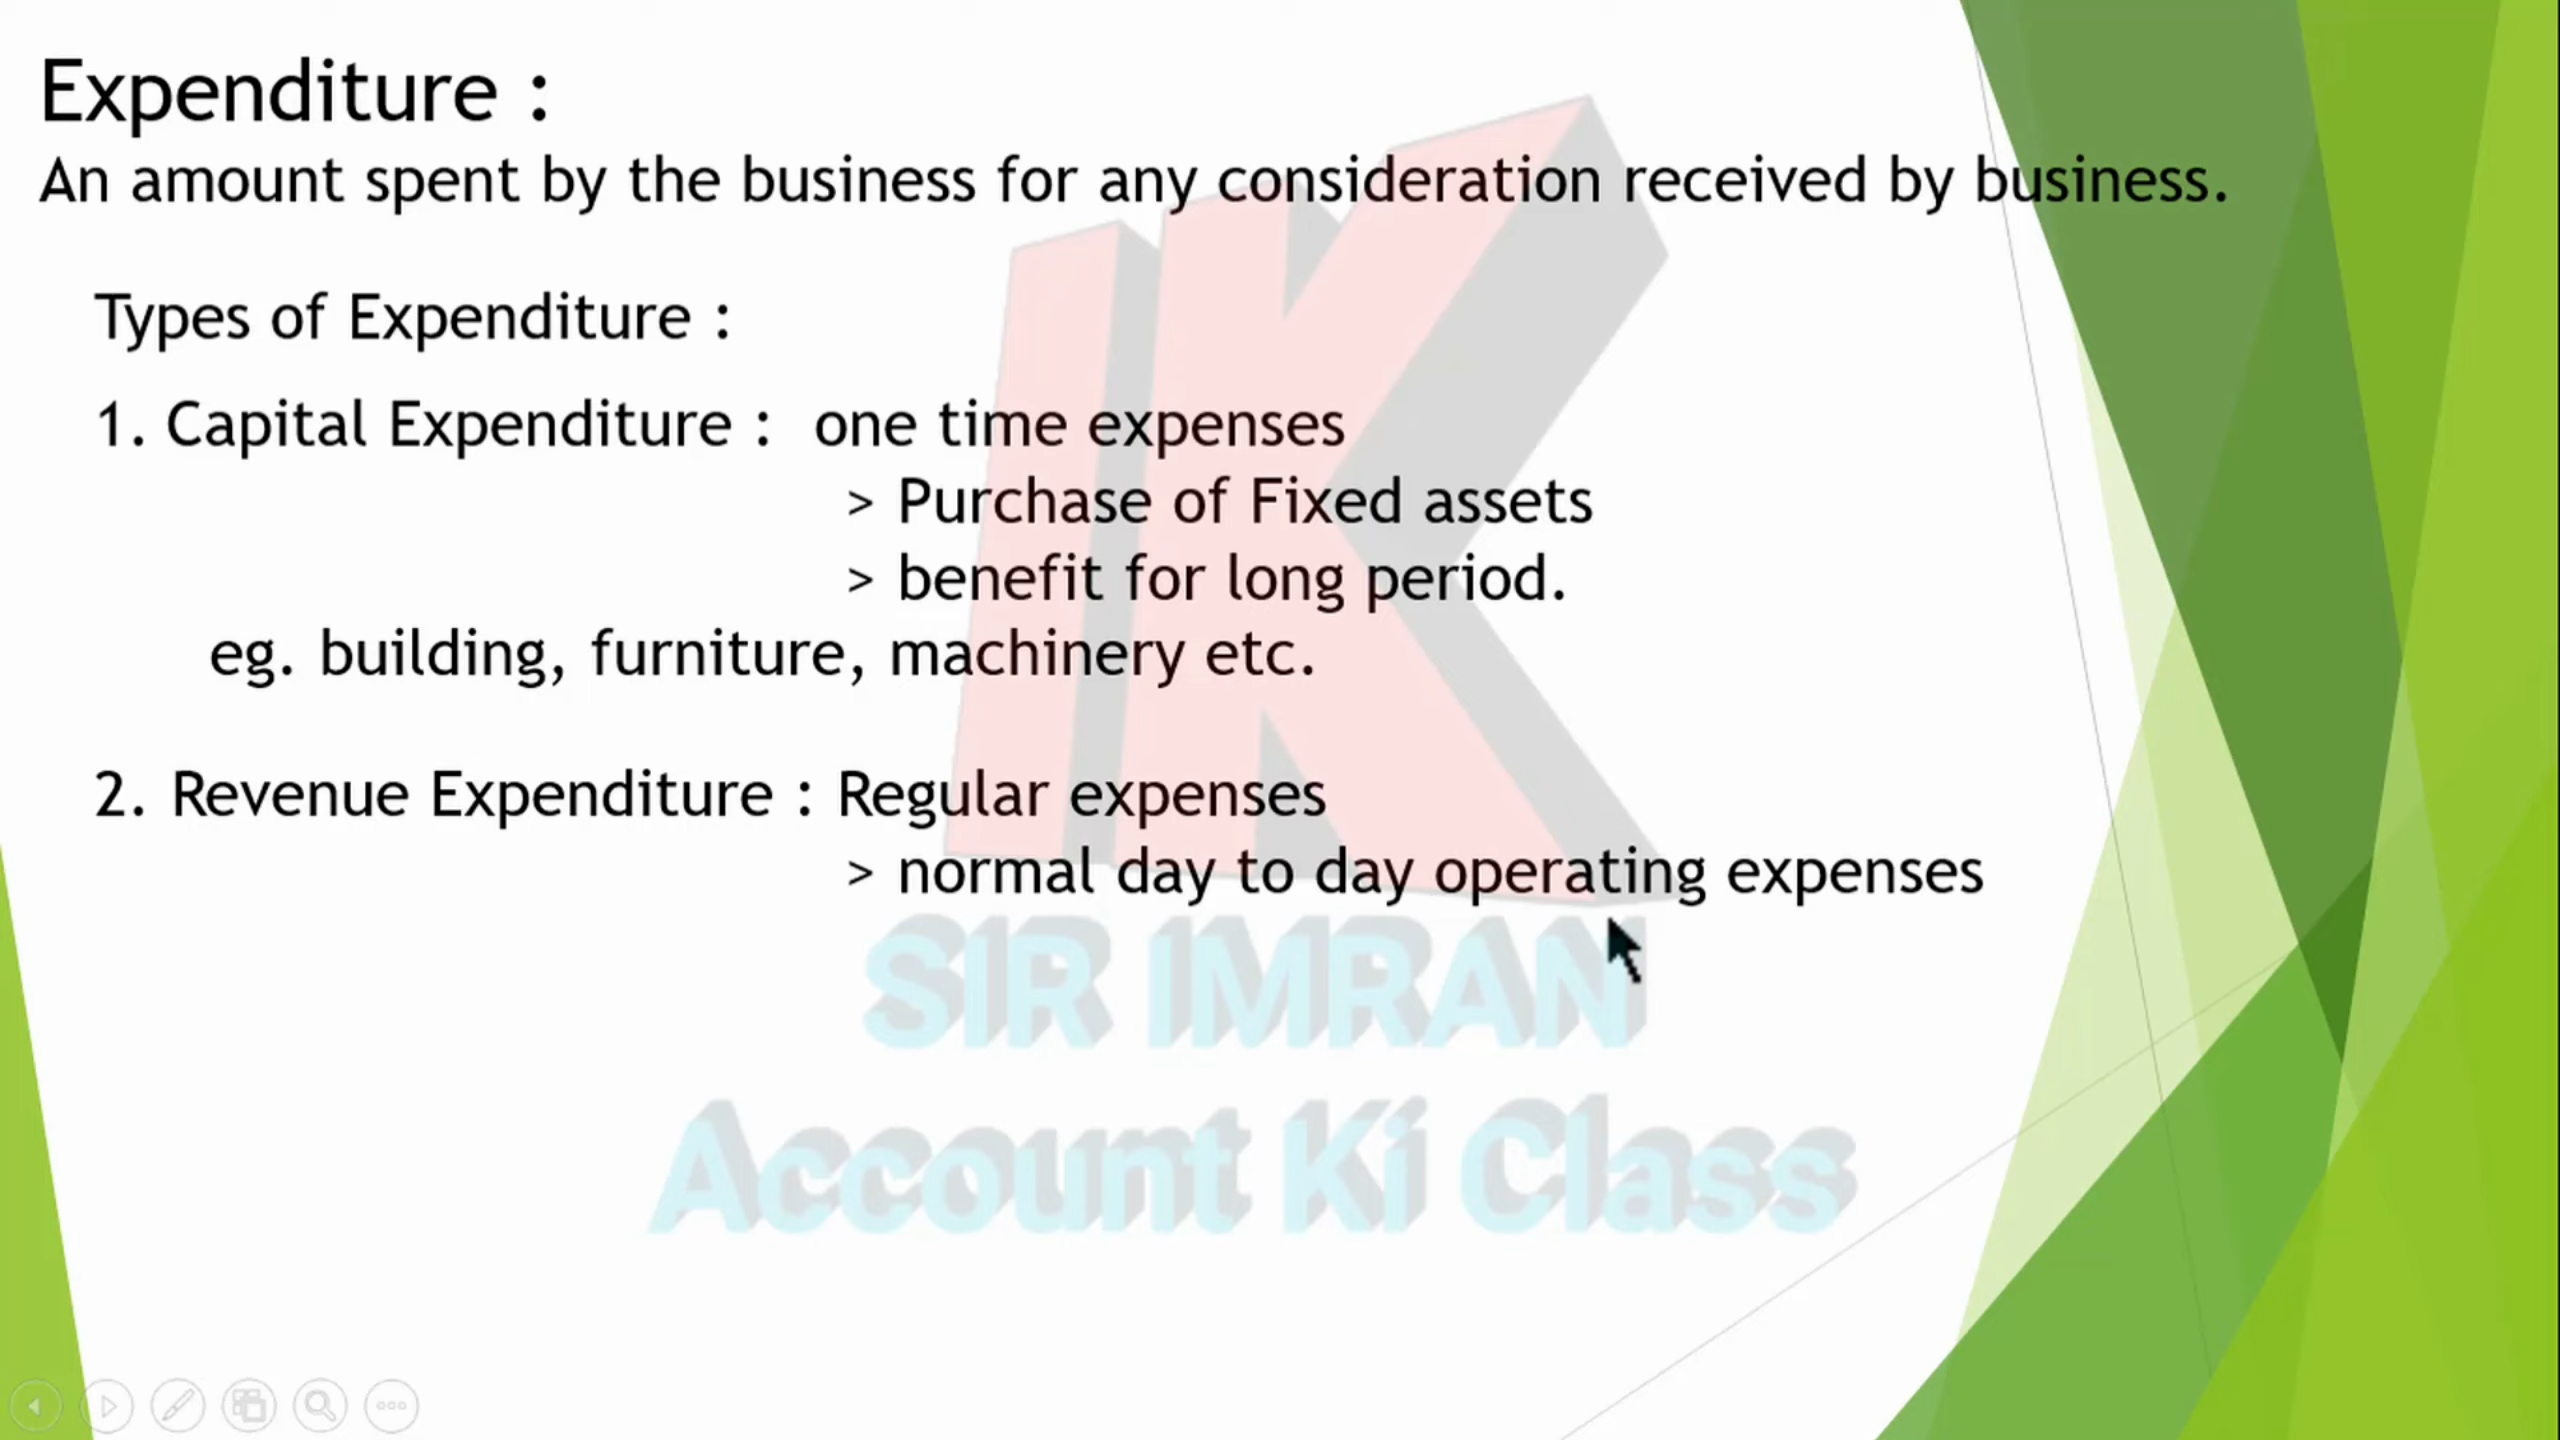 Expenditure :
An amount spent by the business for any consideration received by business.
Types of Expenditure :
1. Capital Expenditure :  one time expenses
> Purchase of Fixed assets
> benefit for long period.
eg. building, furniture, machinery etc.
2. Revenue Expenditure : Regular expenses
> normal day to day operating expenses
IK
SIR IMRAN
Account Ki Class